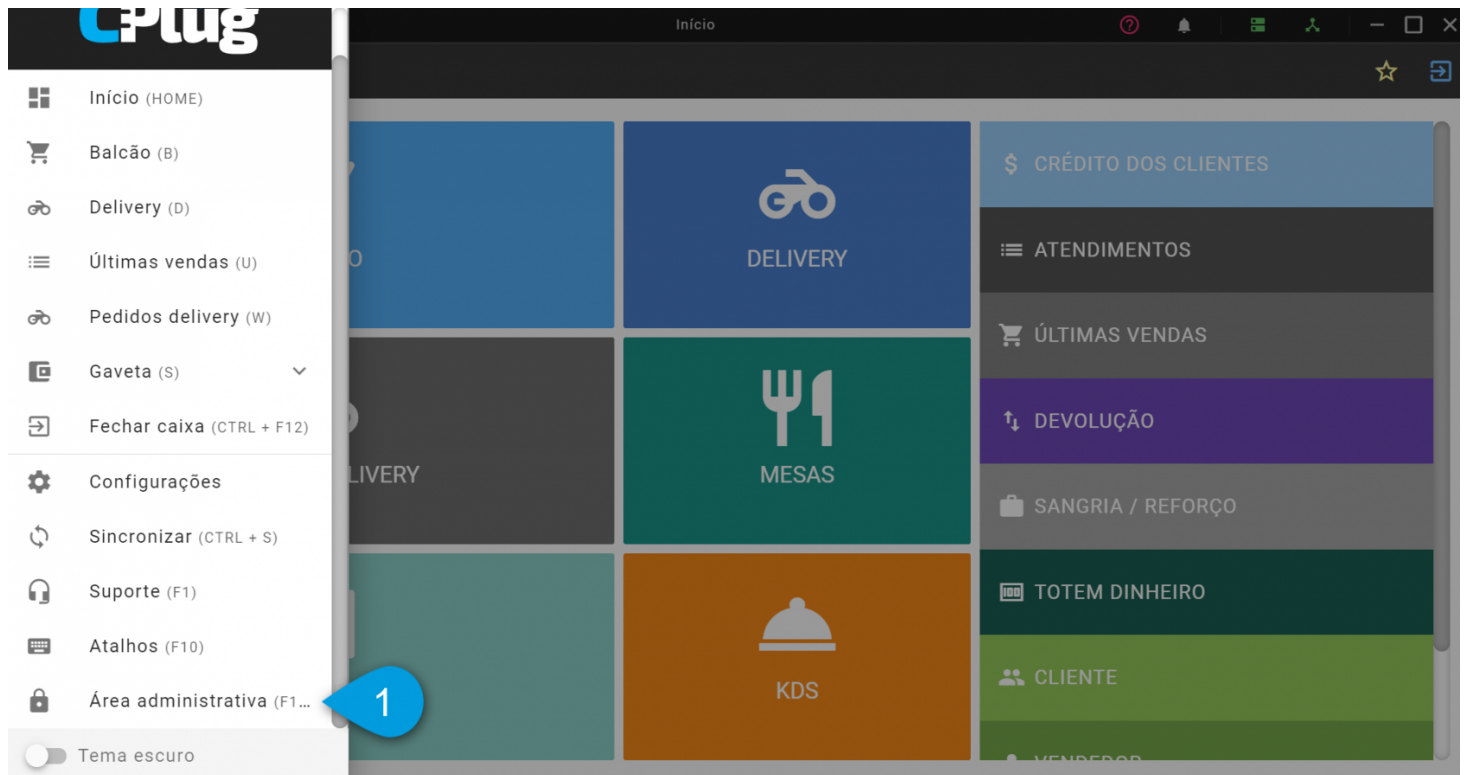 CPlug
Início
Início (HOME)
Balcão (B)
Delivery (D)
Últimas vendas (U)
Pedidos delivery (W)
Gaveta (S)
Fechar caixa (CTRL + F12)
Configurações
Sincronizar (CTRL + S)
Suporte (F1)
Atalhos (F10)
Área administrativa (F1...
1
Tema escuro
O
DELIVERY
LIVERY
MESAS
KDS
$ CRÉDITO DOS CLIENTES
ATENDIMENTOS
ÚLTIMAS VENDAS
DEVOLUÇÃO
SANGRIA / REFORÇO
100 TOTEM DINHEIRO
CLIENTE
VENDEDOR